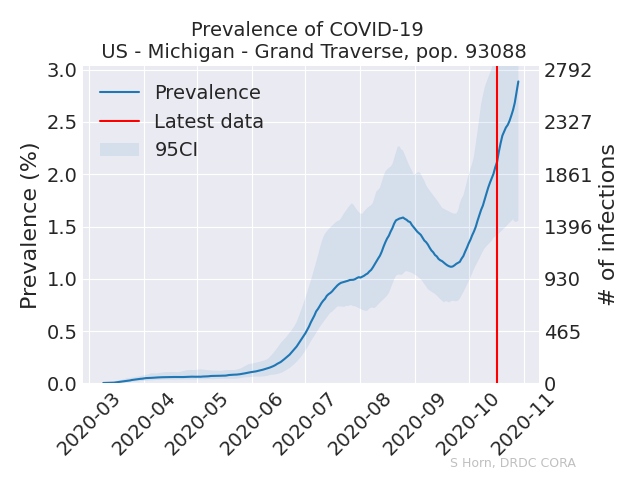 Prevalence of COVID-19
US - Michigan - Grand Traverse, pop. 93088
Prevalence
Latest data
95CI
Prevalence (%)
3.0
2.5
2.0
1.5
1.0
0.5
0.0
2792
2327
1861
1396
930
465
0
# of infections
2020-03
2020-04
2020-05
2020-06
2020-07
2020-08
2020-09
2020-10
2020-11
S Horn, DRDC CORA